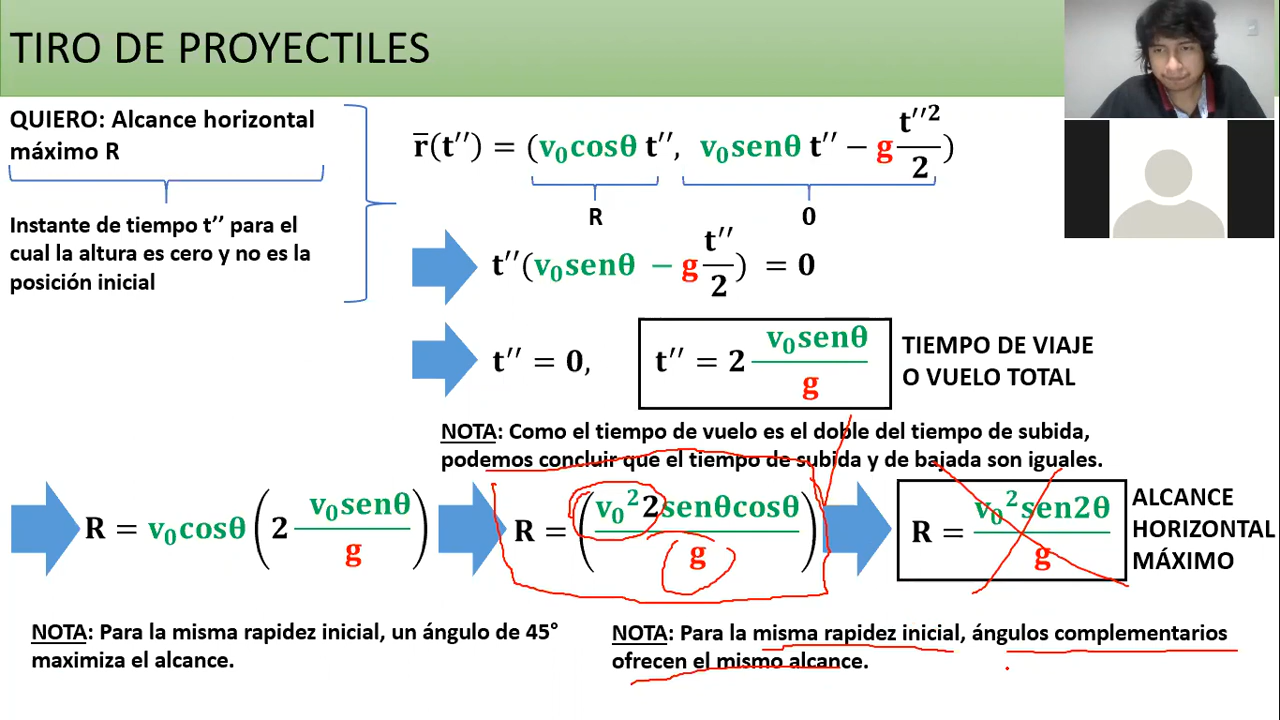 TIRO DE PROYECTILES
QUIERO: Alcance horizontal
máximo R
Instante de tiempo t′′ para el
cual la altura es cero y no es la
posición inicial
r̅(t′′) = (v₀cosθ t′′, v₀senθ t′′ − g t′′²/2)
R
0
t′′(v₀senθ − g t′′/2) = 0
t′′ = 0,
t′′ = 2 v₀senθ/g
TIEMPO DE VIAJE
O VUELO TOTAL
NOTA: Como el tiempo de vuelo es el doble del tiempo de subida,
podemos concluir que el tiempo de subida y de bajada son iguales.
R = v₀cosθ (2 v₀senθ/g)
R = (v₀²2senθcosθ/g)
R = v₀²sen2θ/g
ALCANCE
HORIZONTAL
MÁXIMO
NOTA: Para la misma rapidez inicial, un ángulo de 45°
maximiza el alcance.
NOTA: Para la misma rapidez inicial, ángulos complementarios
ofrecen el mismo alcance.